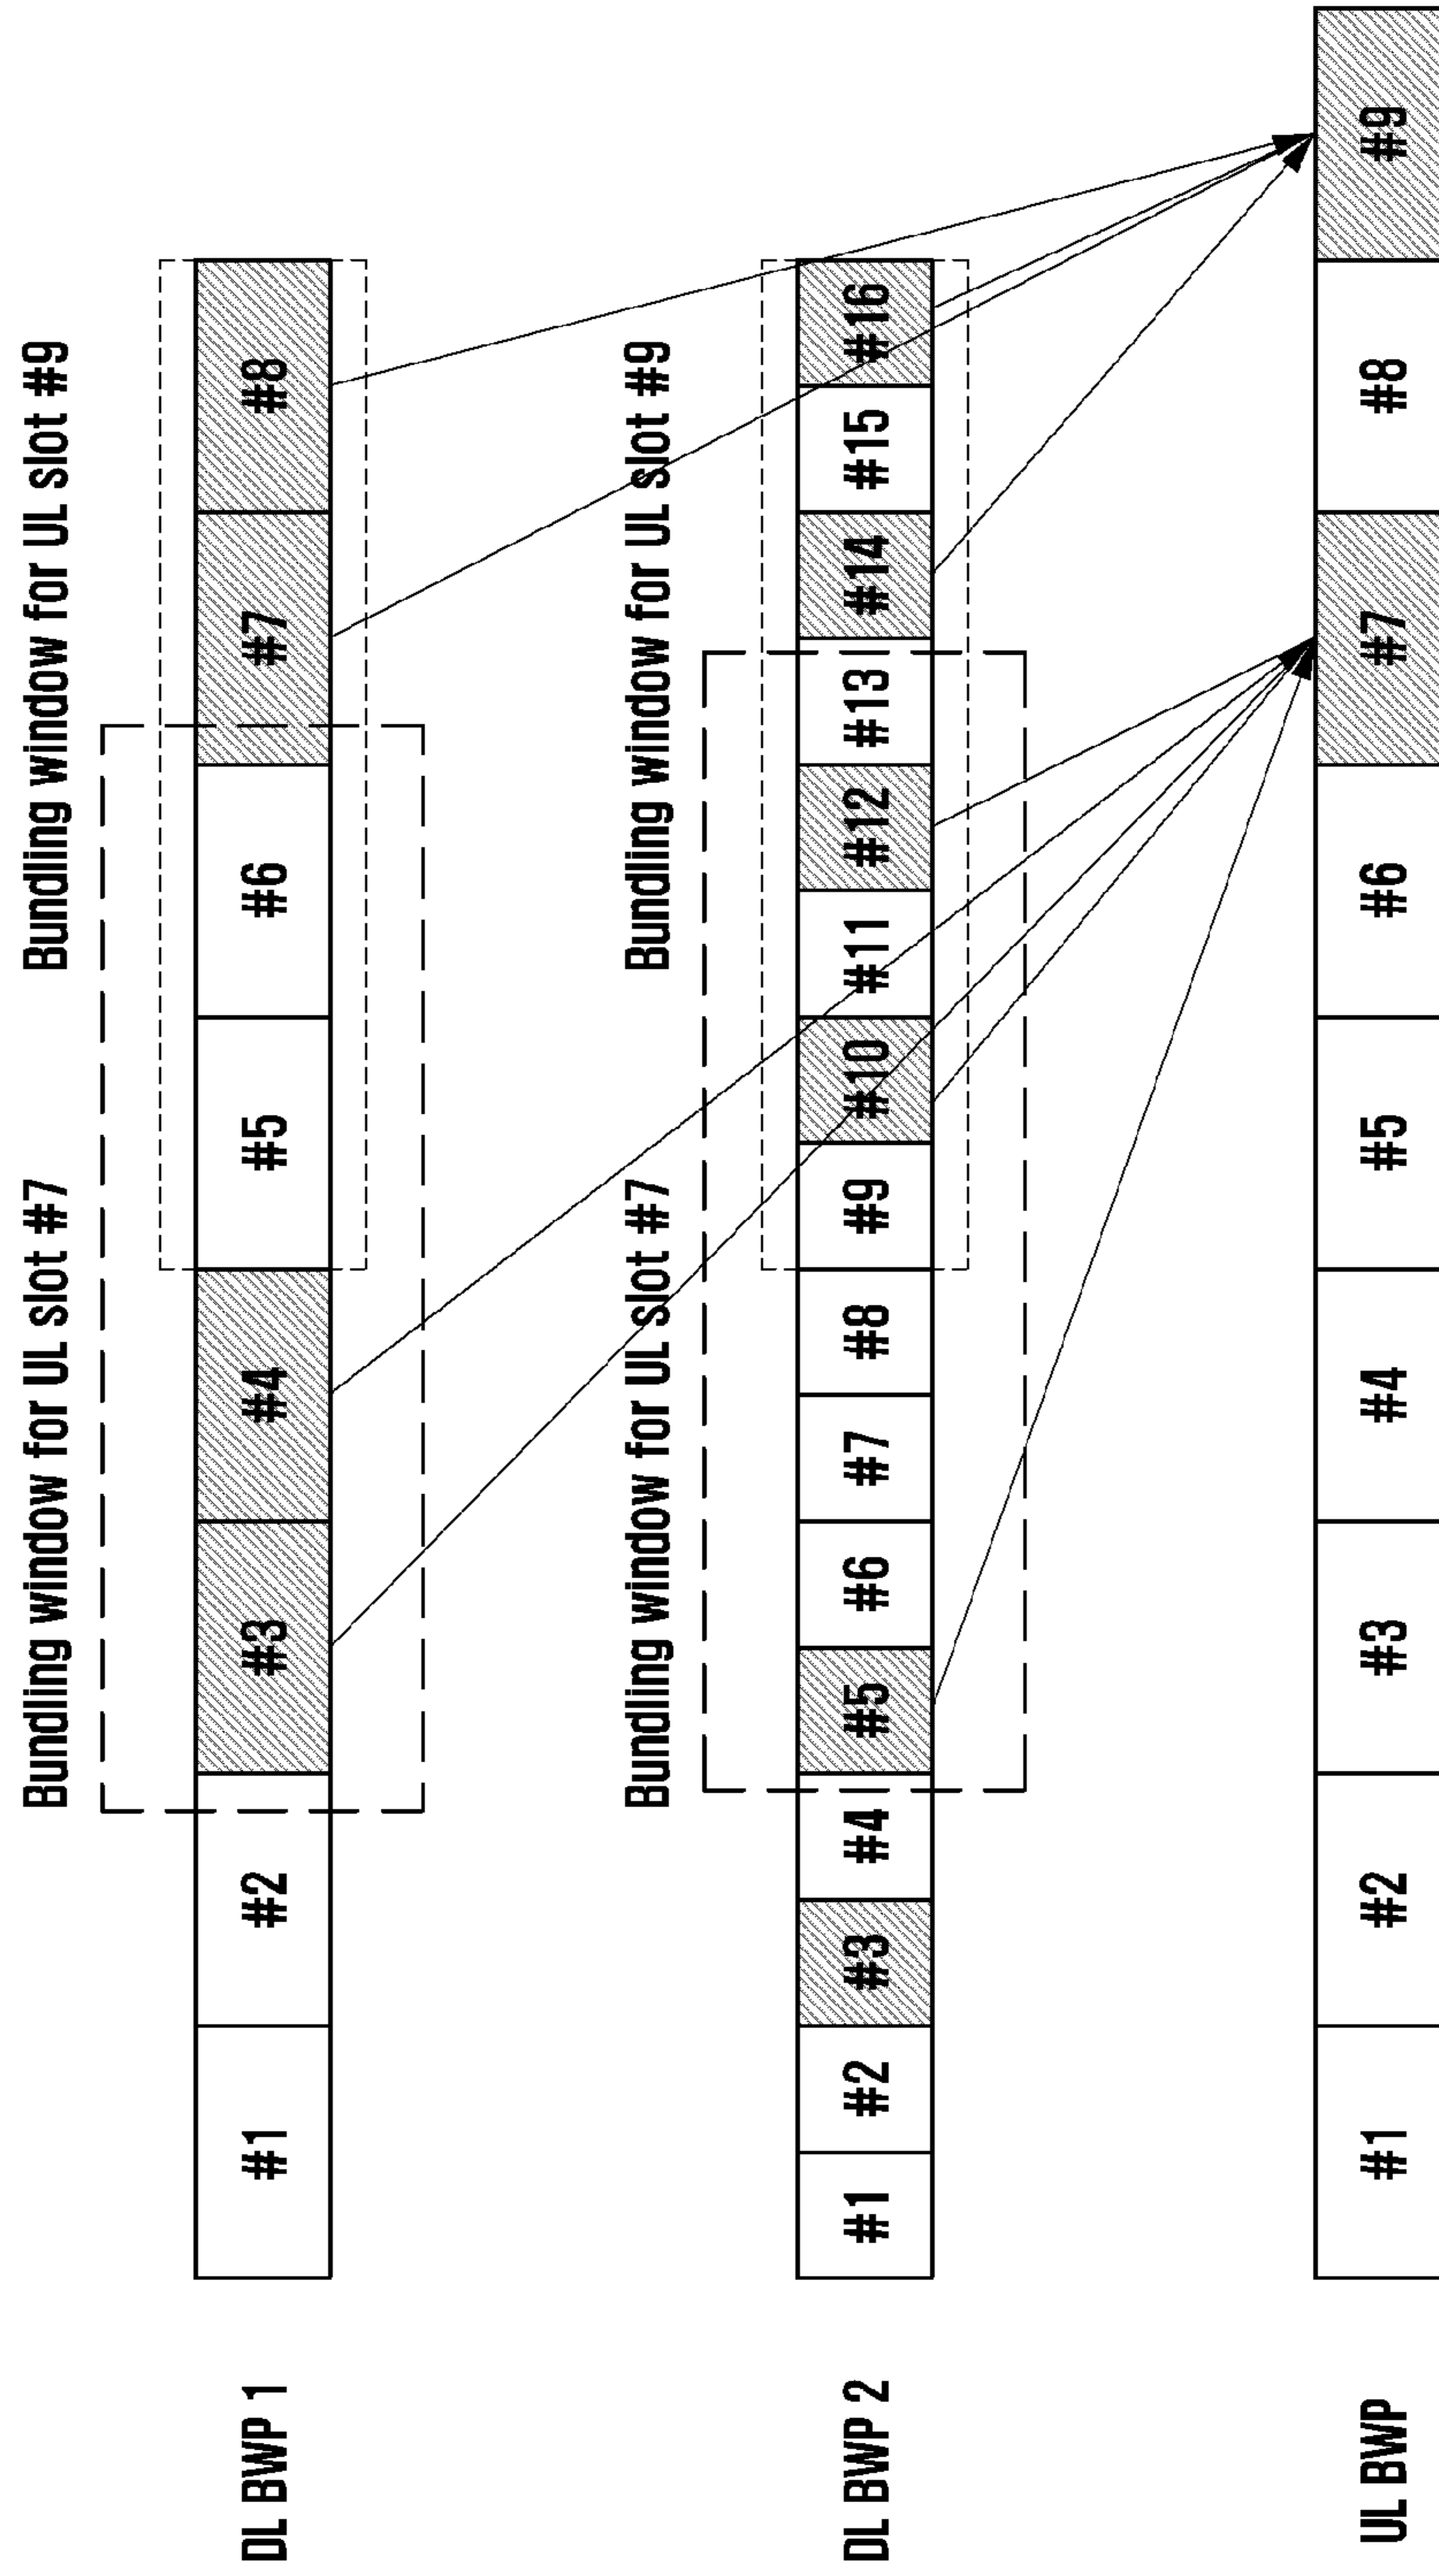 Bundling window for UL slot #7
Bundling window for UL slot #9
DL BWP 1
#1 #2 #3 #4 #5 #6 #7 #8
Bundling window for UL slot #7
Bundling window for UL slot #9
DL BWP 2
#1 #2 #3 #4 #5 #6 #7 #8 #9 #10 #11 #12 #13 #14 #15 #16
UL BWP
#1 #2 #3 #4 #5 #6 #7 #8 #9